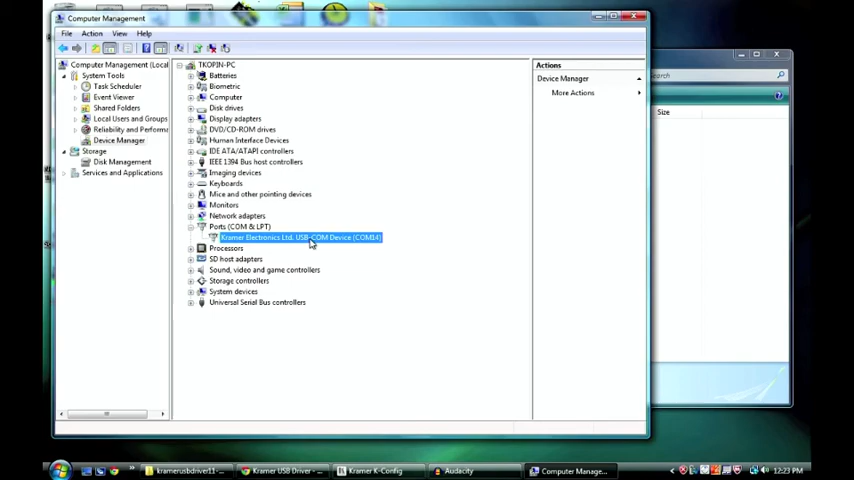 Computer Management
File Action View Help
Computer Management (Local
System Tools
Task Scheduler
Event Viewer
Shared Folders
Local Users and Groups
Reliability and Performa
Device Manager
Storage
Disk Management
Services and Applications
TKOPIN-PC
Batteries
Biometric
Computer
Disk drives
Display adapters
DVD/CD-ROM drives
Human Interface Devices
IDE ATA/ATAPI controllers
IEEE 1394 Bus host controllers
Imaging devices
Keyboards
Mice and other pointing devices
Monitors
Network adapters
Ports (COM & LPT)
Kramer Electronics Ltd. USB-COM Device (COM14)
Processors
SD host adapters
Sound, video and game controllers
Storage controllers
System devices
Universal Serial Bus controllers
Actions
Device Manager
More Actions
earch
Size
kramerusbdriver11-
Kramer USB Driver - ...
Kramer K-Config
Audacity
Computer Manage...
12:23 PM